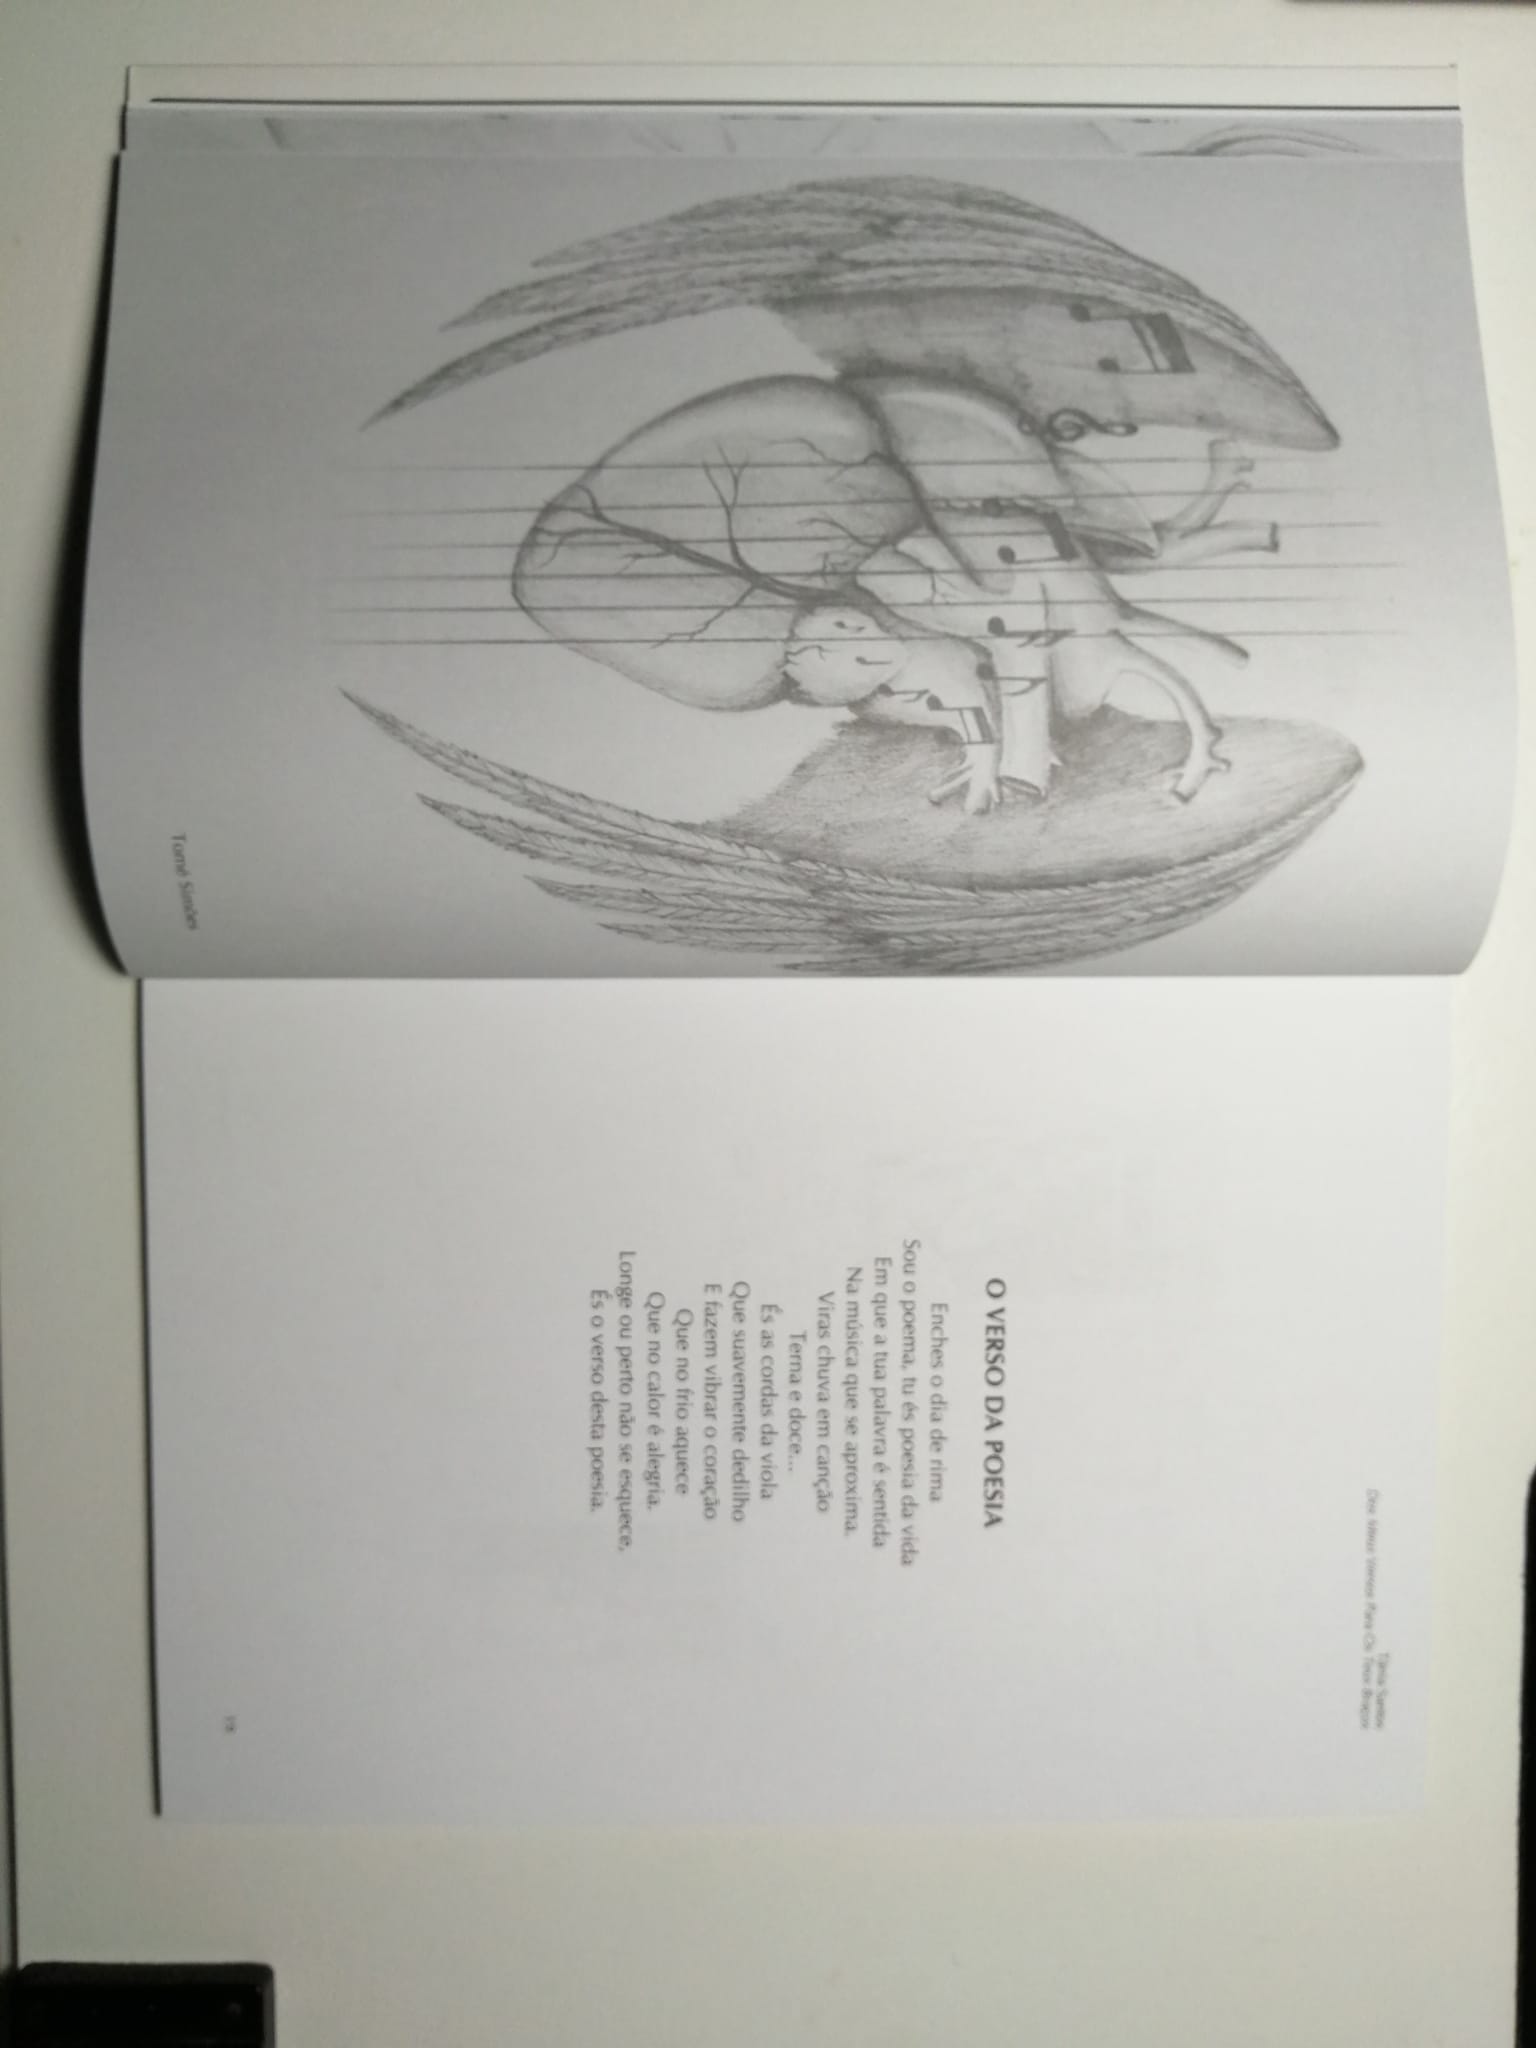 Tomé Simões
Tânia Santos
Dos Meus Versos Para Os Teus Braços
O VERSO DA POESIA
Enches o dia de rima
Sou o poema, tu és poesia da vida
Em que a tua palavra é sentida
Na música que se aproxima.
Viras chuva em canção
Terna e doce...
És as cordas da viola
Que suavemente dedilho
E fazem vibrar o coração
Que no frio aquece
Que no calor é alegria.
Longe ou perto não se esquece,
És o verso desta poesia.